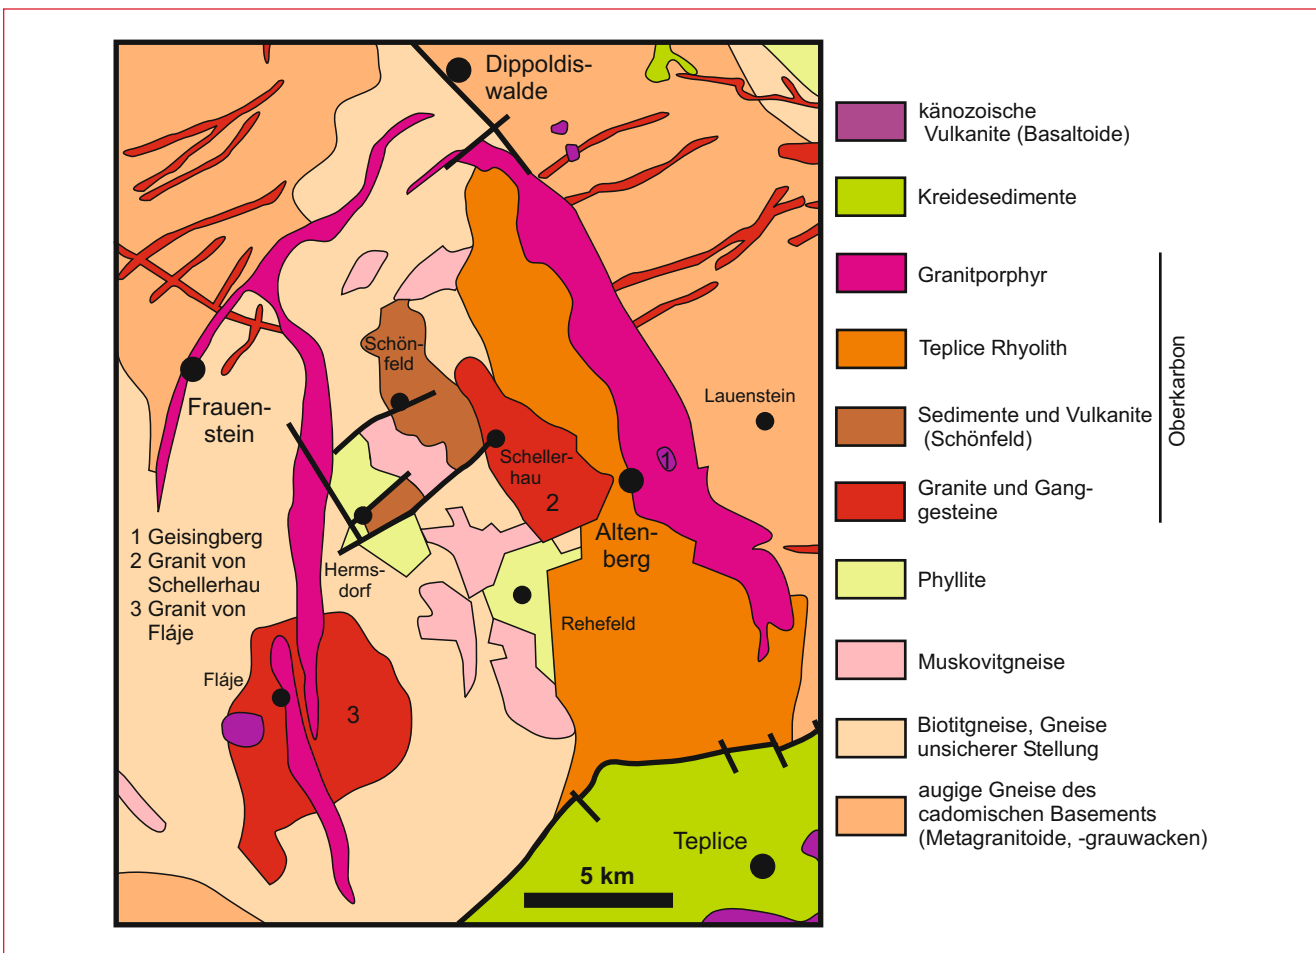 Dippoldis-
walde
Schön-
feld
Frauen-
stein
Lauenstein
Scheller-
hau
1
2
Alten-
berg
Herms-
dorf
Rehefeld
1 Geisingberg
2 Granit von
Schellerhau
3 Granit von
Fláje
Fláje
3
Teplice
5 km
känozoische
Vulkanite (Basaltoide)
Kreidesedimente
Granitporphyr
Teplice Rhyolith
Sedimente und Vulkanite
(Schönfeld)
Granite und Gang-
gesteine
Oberkarbon
Phyllite
Muskovitgneise
Biotitgneise, Gneise
unsicherer Stellung
augige Gneise des
cadomischen Basements
(Metagranitoide, -grauwacken)